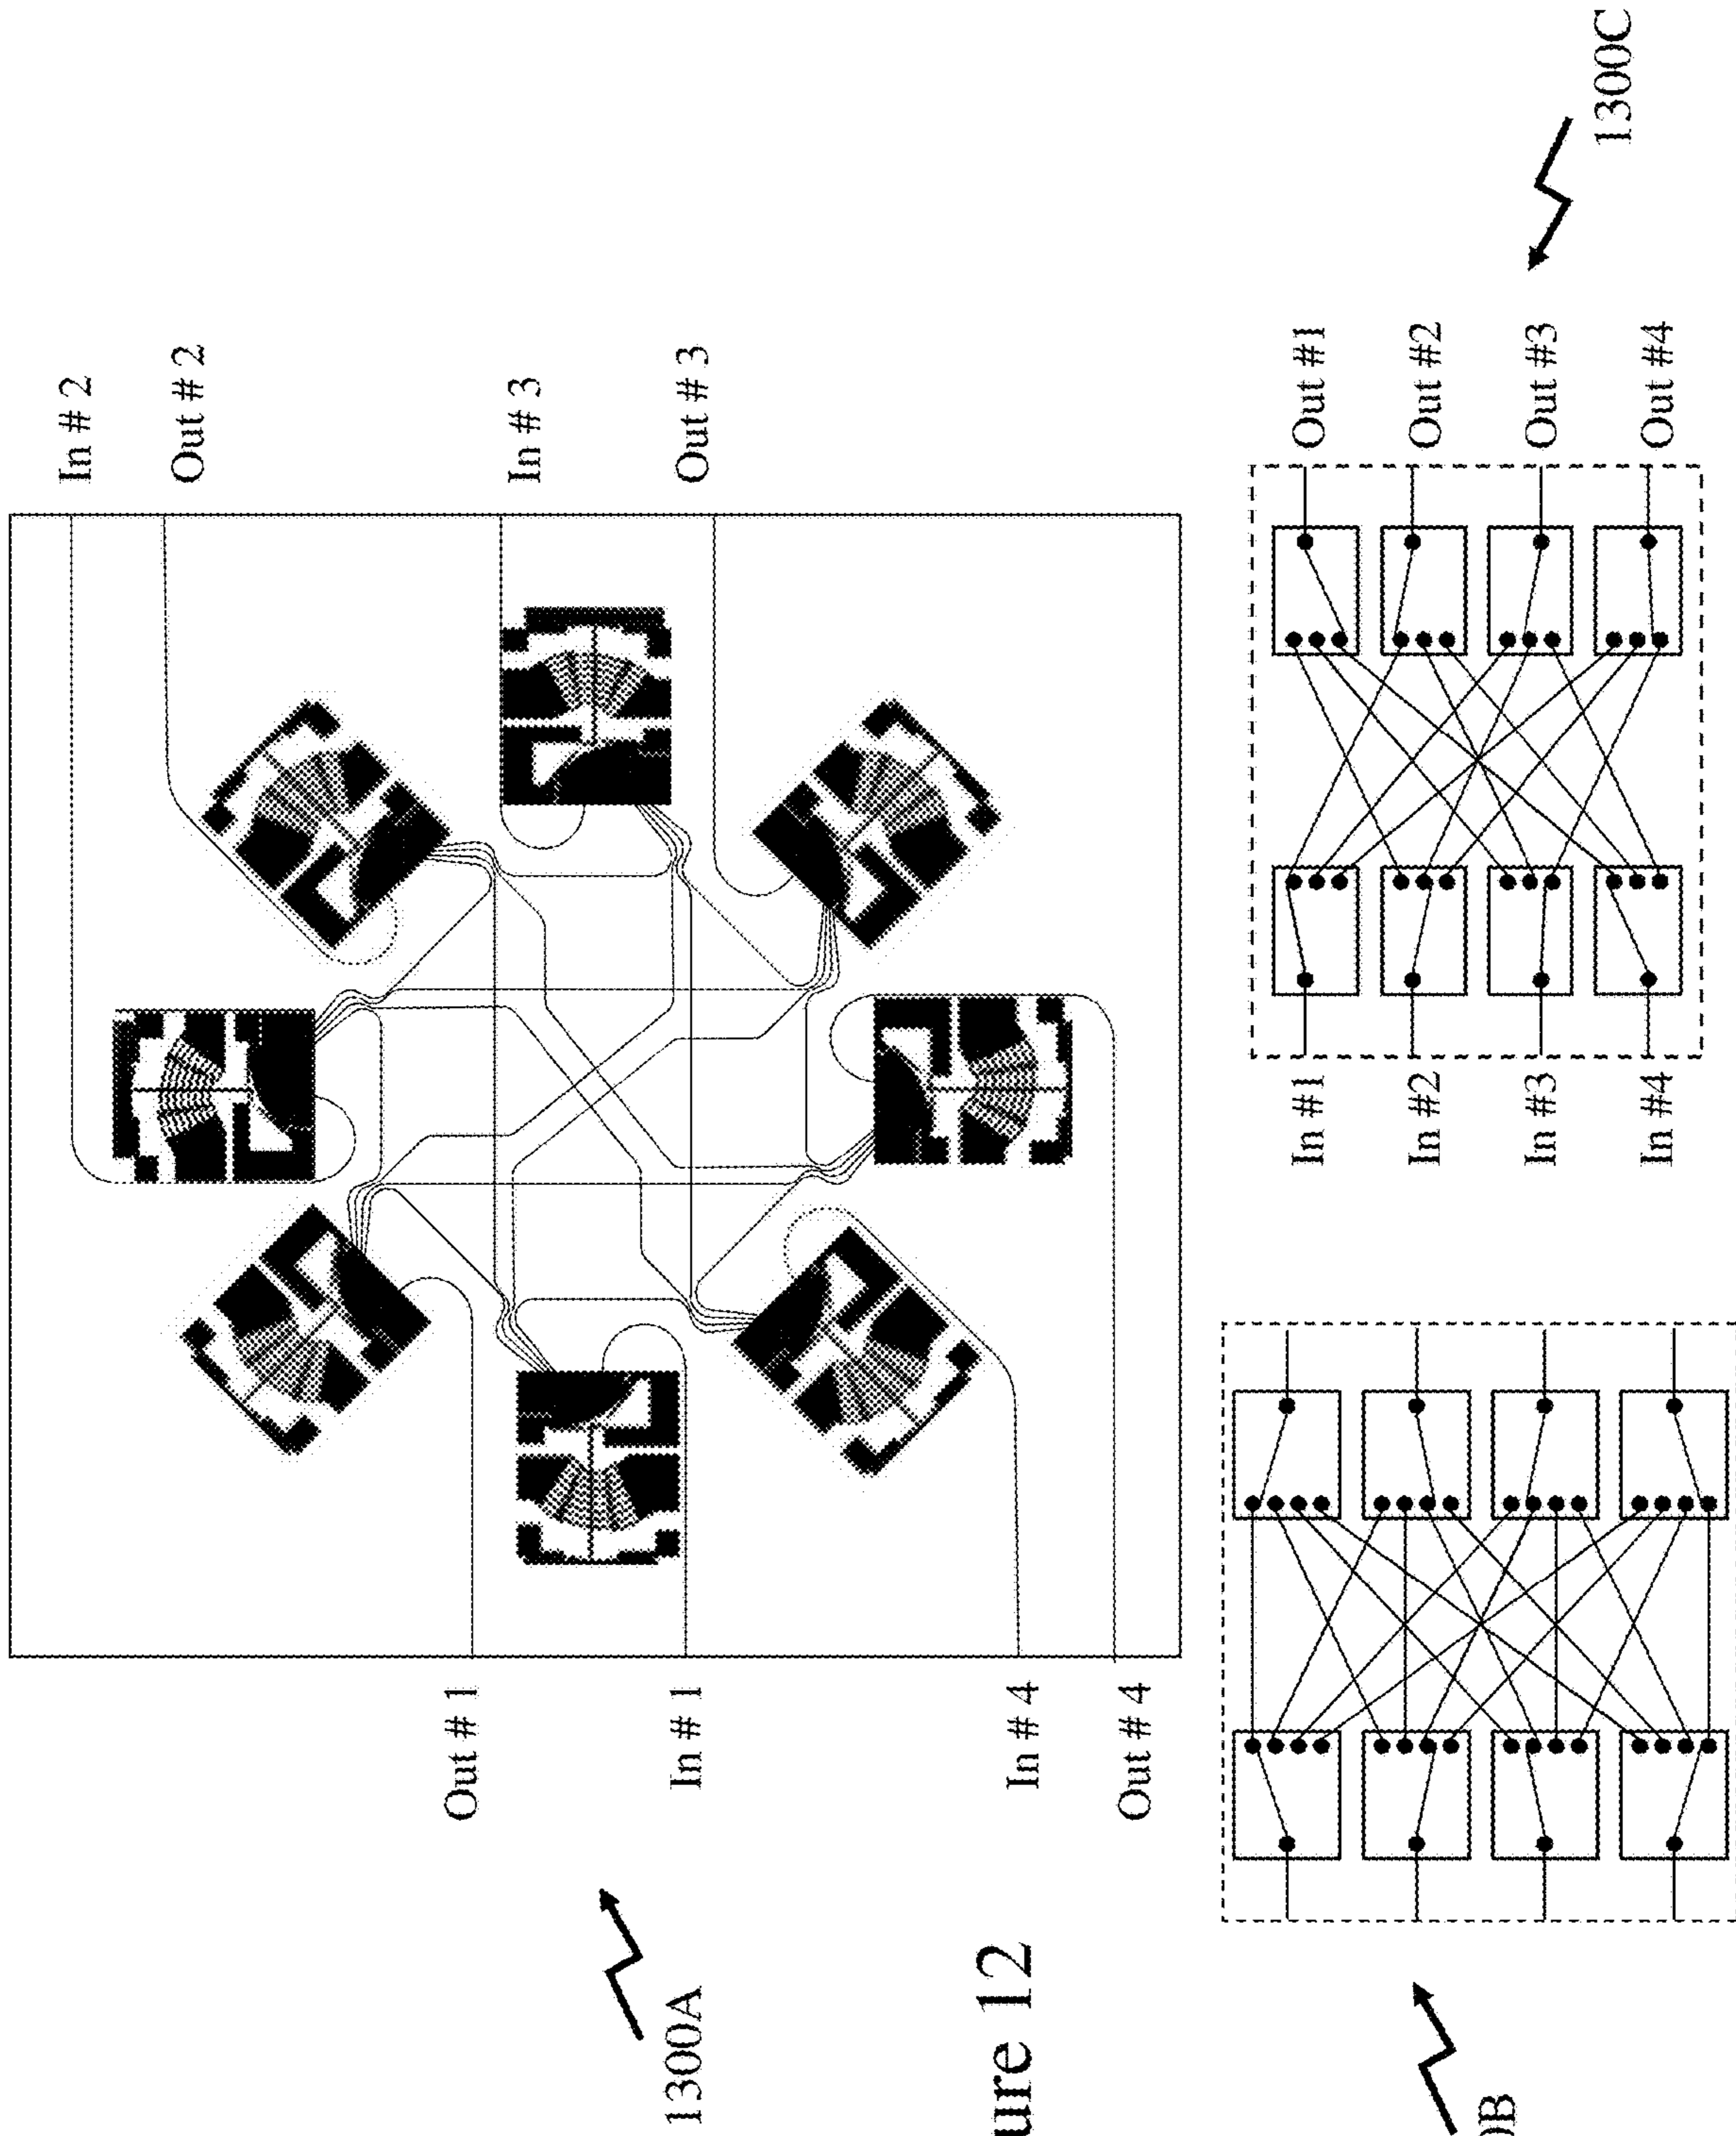 In # 2
Out # 2
In # 3
Out # 3
Out # 1
In # 1
In # 4
Out # 4
1300A
ure 12
0B
In #1
In #2
In #3
In #4
Out #1
Out #2
Out #3
Out #4
1300C